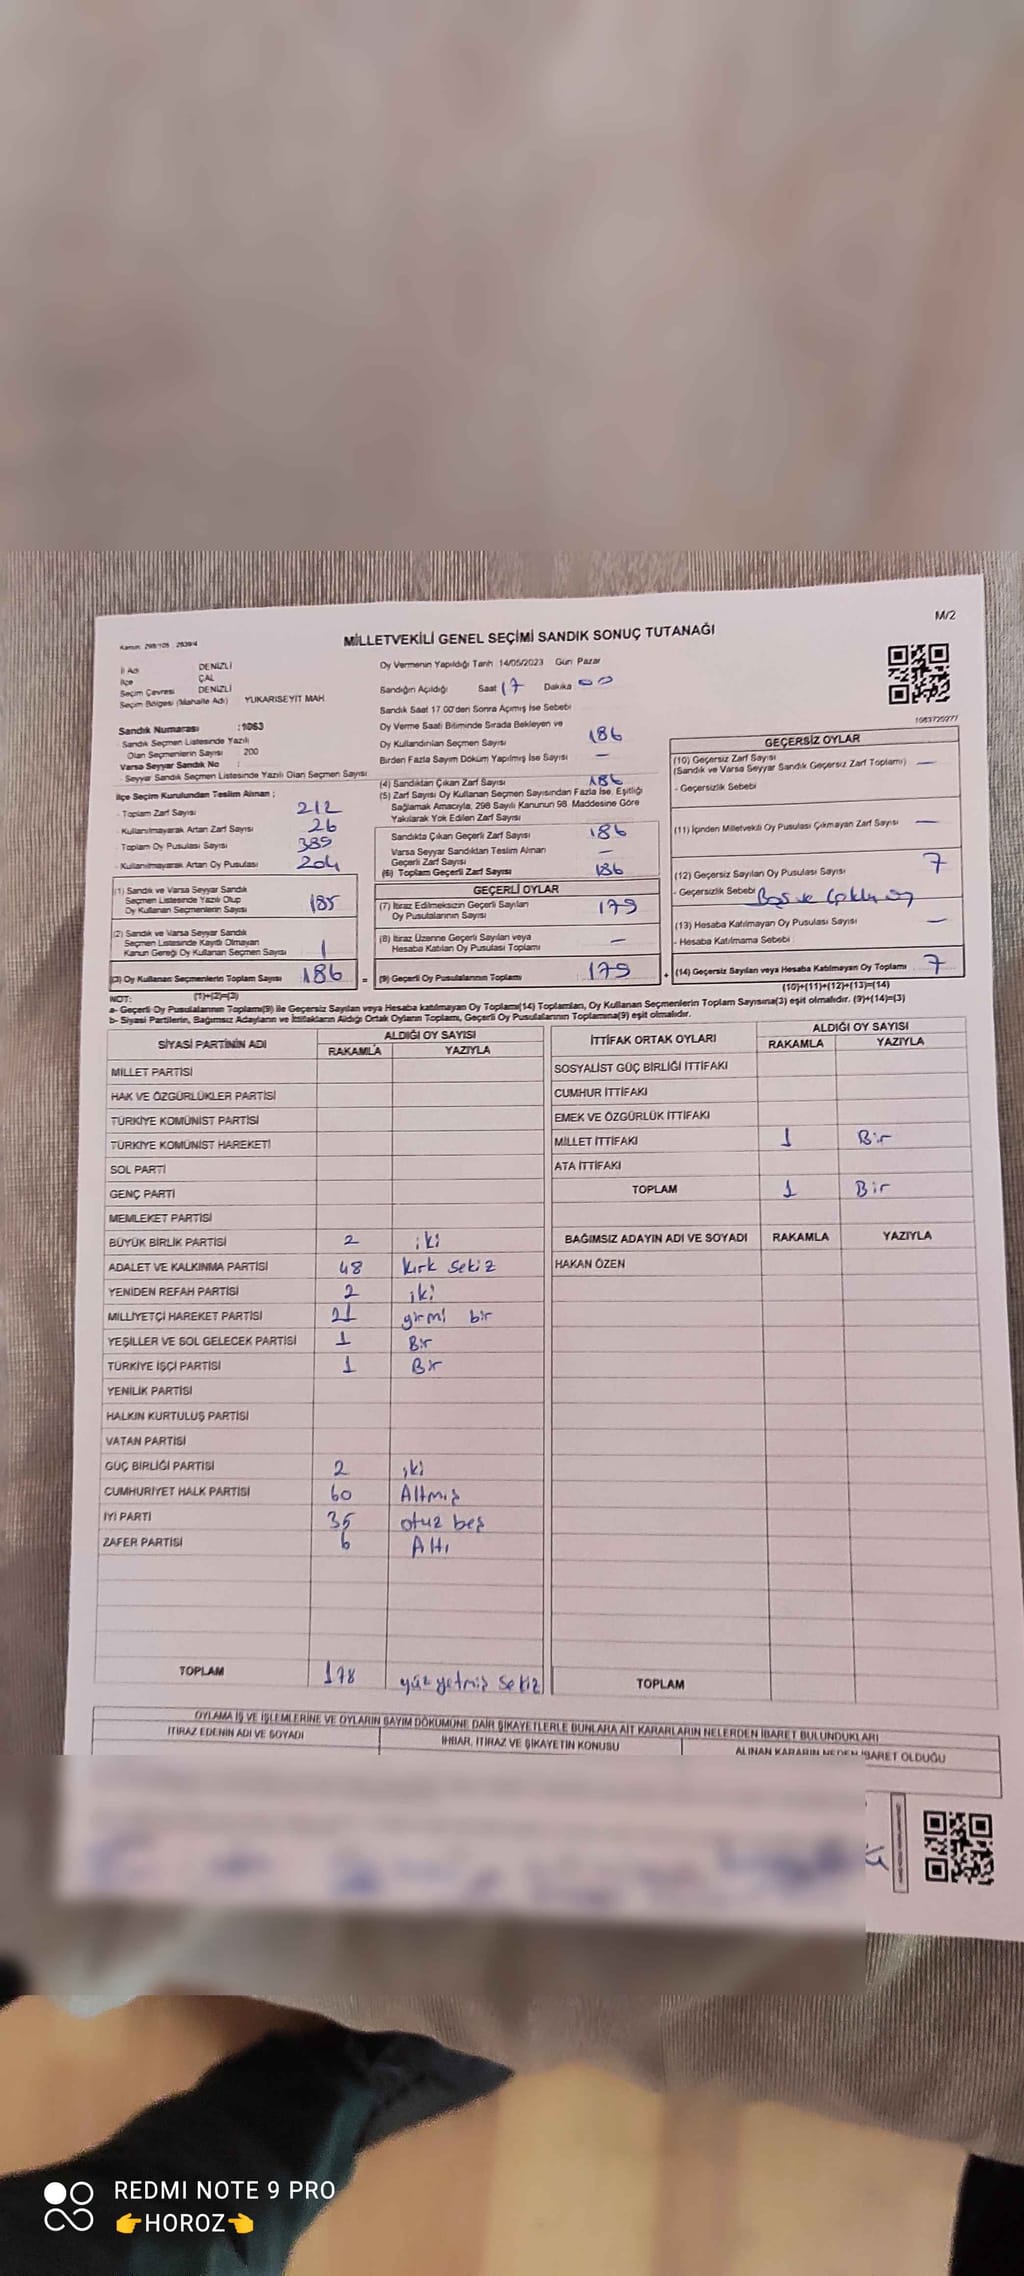 M/2
Kanun: 298/105 2839/4
MİLLETVEKİLİ GENEL SEÇİMİ SANDIK SONUÇ TUTANAĞI
İl Adı DENİZLİ
İlçe ÇAL
Seçim Çevresi DENİZLİ
Seçim Bölgesi (Mahalle Adı) YUKARISEYİT MAH.
Sandık Numarası : 1063
Sandık Seçmen Listesinde Yazılı
Olan Seçmenlerin Sayısı 200
Varsa Seyyar Sandık No :
- Seyyar Sandık Seçmen Listesinde Yazılı Olan Seçmen Sayısı
İlçe Seçim Kurulundan Teslim Alınan ;
- Toplam Zarf Sayısı 212
- Kullanılmayarak Artan Zarf Sayısı 26
- Toplam Oy Pusulası Sayısı 389
- Kullanılmayarak Artan Oy Pusulası 204
(1) Sandık ve Varsa Seyyar Sandık
Seçmen Listesinde Yazılı Olup
Oy Kullanan Seçmenlerin Sayısı 185
(2) Sandık ve Varsa Seyyar Sandık
Seçmen Listesinde Kayıtlı Olmayan
Kanun Gereği Oy Kullanan Seçmen Sayısı 1
(3) Oy Kullanan Seçmenlerin Toplam Sayısı 186 =
(1)+(2)=(3)
Oy Vermenin Yapıldığı Tarih 14/05/2023 Gün Pazar
Sandığın Açıldığı Saat 17 Dakika 00
Sandık Saat 17.00'den Sonra Açımış İse Sebebi
Oy Verme Saati Bitiminde Sırada Bekleyen ve
Oy Kullandırılan Seçmen Sayısı 186
Birden Fazla Sayım Döküm Yapılmış İse Sayısı —
(4) Sandıktan Çıkan Zarf Sayısı 186
(5) Zarf Sayısı Oy Kullanan Seçmen Sayısından Fazla İse, Eşitliği
Sağlamak Amacıyla, 298 Sayılı Kanunun 98. Maddesine Göre
Yakılarak Yok Edilen Zarf Sayısı
Sandıkta Çıkan Geçerli Zarf Sayısı 186
Varsa Seyyar Sandıktan Teslim Alınan
Geçerli Zarf Sayısı —
(6) Toplam Geçerli Zarf Sayısı 186
GEÇERLİ OYLAR
(7) İtiraz Edilmeksizin Geçerli Sayılan
Oy Pusulalarının Sayısı 179
(8) İtiraz Üzerine Geçerli Sayılan veya
Hesaba Katılan Oy Pusulası Toplamı —
(9) Geçerli Oy Pusulalarının Toplamı 179 +
1063720277
GEÇERSİZ OYLAR
(10) Geçersiz Zarf Sayısı
(Sandık ve Varsa Seyyar Sandık Geçersiz Zarf Toplamı) —
- Geçersizlik Sebebi
(11) İçinden Milletvekili Oy Pusulası Çıkmayan Zarf Sayısı —
(12) Geçersiz Sayılan Oy Pusulası Sayısı 7
- Geçersizlik Sebebi Boş ve
(13) Hesaba Katılmayan Oy Pusulası Sayısı —
- Hesaba Katılmama Sebebi :
(14) Geçersiz Sayılan veya Hesaba Katılmayan Oy Toplamı 7
(10)+(11)+(12)+(13)=(14)
NOT:
a- Geçerli Oy Pusulalarının Toplamı(9) ile Geçersiz Sayılan veya Hesaba katılmayan Oy Toplamı(14) Toplamları, Oy Kullanan Seçmenlerin Toplam Sayısına(3) eşit olmalıdır. (9)+(14)=(3)
b- Siyasi Partilerin, Bağımsız Adayların ve İttifakların Aldığı Ortak Oyların Toplamı, Geçerli Oy Pusulalarının Toplamına(9) eşit olmalıdır.
SİYASİ PARTİNİN ADI ALDIĞI OY SAYISI
RAKAMLA YAZIYLA
MİLLET PARTİSİ
HAK VE ÖZGÜRLÜKLER PARTİSİ
TÜRKİYE KOMÜNİST PARTİSİ
TÜRKİYE KOMÜNİST HAREKETİ
SOL PARTİ
GENÇ PARTİ
MEMLEKET PARTİSİ
BÜYÜK BİRLİK PARTİSİ 2 iki
ADALET VE KALKINMA PARTİSİ 48 kırk sekiz
YENİDEN REFAH PARTİSİ 2 iki
MİLLİYETÇİ HAREKET PARTİSİ 21 yirmi bir
YEŞİLLER VE SOL GELECEK PARTİSİ 1 Bir
TÜRKİYE İŞÇİ PARTİSİ 1 Bir
YENİLİK PARTİSİ
HALKIN KURTULUŞ PARTİSİ
VATAN PARTİSİ
GÜÇ BİRLİĞİ PARTİSİ 2 iki
CUMHURİYET HALK PARTİSİ 60 Altmış
İYİ PARTİ 35 otuz beş
ZAFER PARTİSİ 6 Altı
TOPLAM 178 yüz yetmiş sekiz
İTTİFAK ORTAK OYLARI ALDIĞI OY SAYISI
RAKAMLA YAZIYLA
SOSYALİST GÜÇ BİRLİĞİ İTTİFAKI
CUMHUR İTTİFAKI
EMEK VE ÖZGÜRLÜK İTTİFAKI
MİLLET İTTİFAKI 1 Bir
ATA İTTİFAKI
TOPLAM 1 Bir
BAĞIMSIZ ADAYIN ADI VE SOYADI RAKAMLA YAZIYLA
HAKAN ÖZEN
TOPLAM
OYLAMA İŞ VE İŞLEMLERİNE VE OYLARIN SAYIM DÖKÜMÜNE DAİR ŞİKAYETLERLE BUNLARA AİT KARARLARIN NELERDEN İBARET BULUNDUKLARI
İTİRAZ EDENİN ADI VE SOYADI İHBAR, İTİRAZ VE ŞİKAYETİN KONUSU ALINAN KARARIN NEDEN İBARET OLDUĞU
REDMI NOTE 9 PRO
👉HOROZ👈